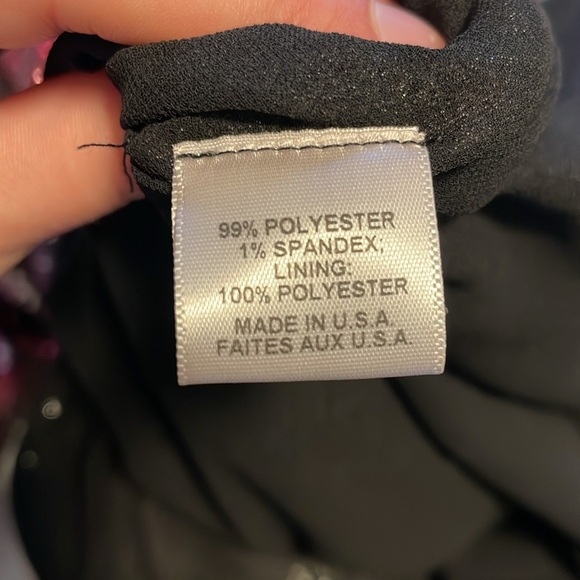 99% POLYESTER
1% SPANDEX;
LINING:
100% POLYESTER
MADE IN U.S.A.
FAITES AUX U.S.A.